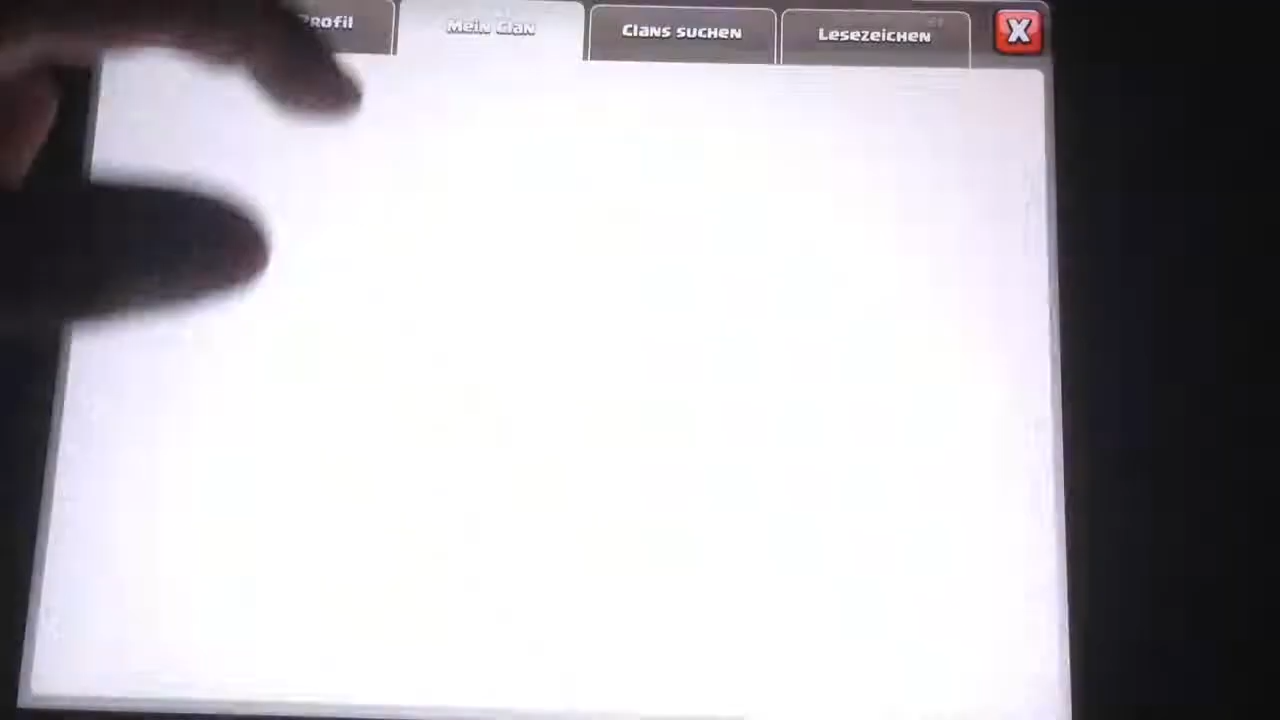 Profil
Mein Clan
Clans suchen
Lesezeichen
X